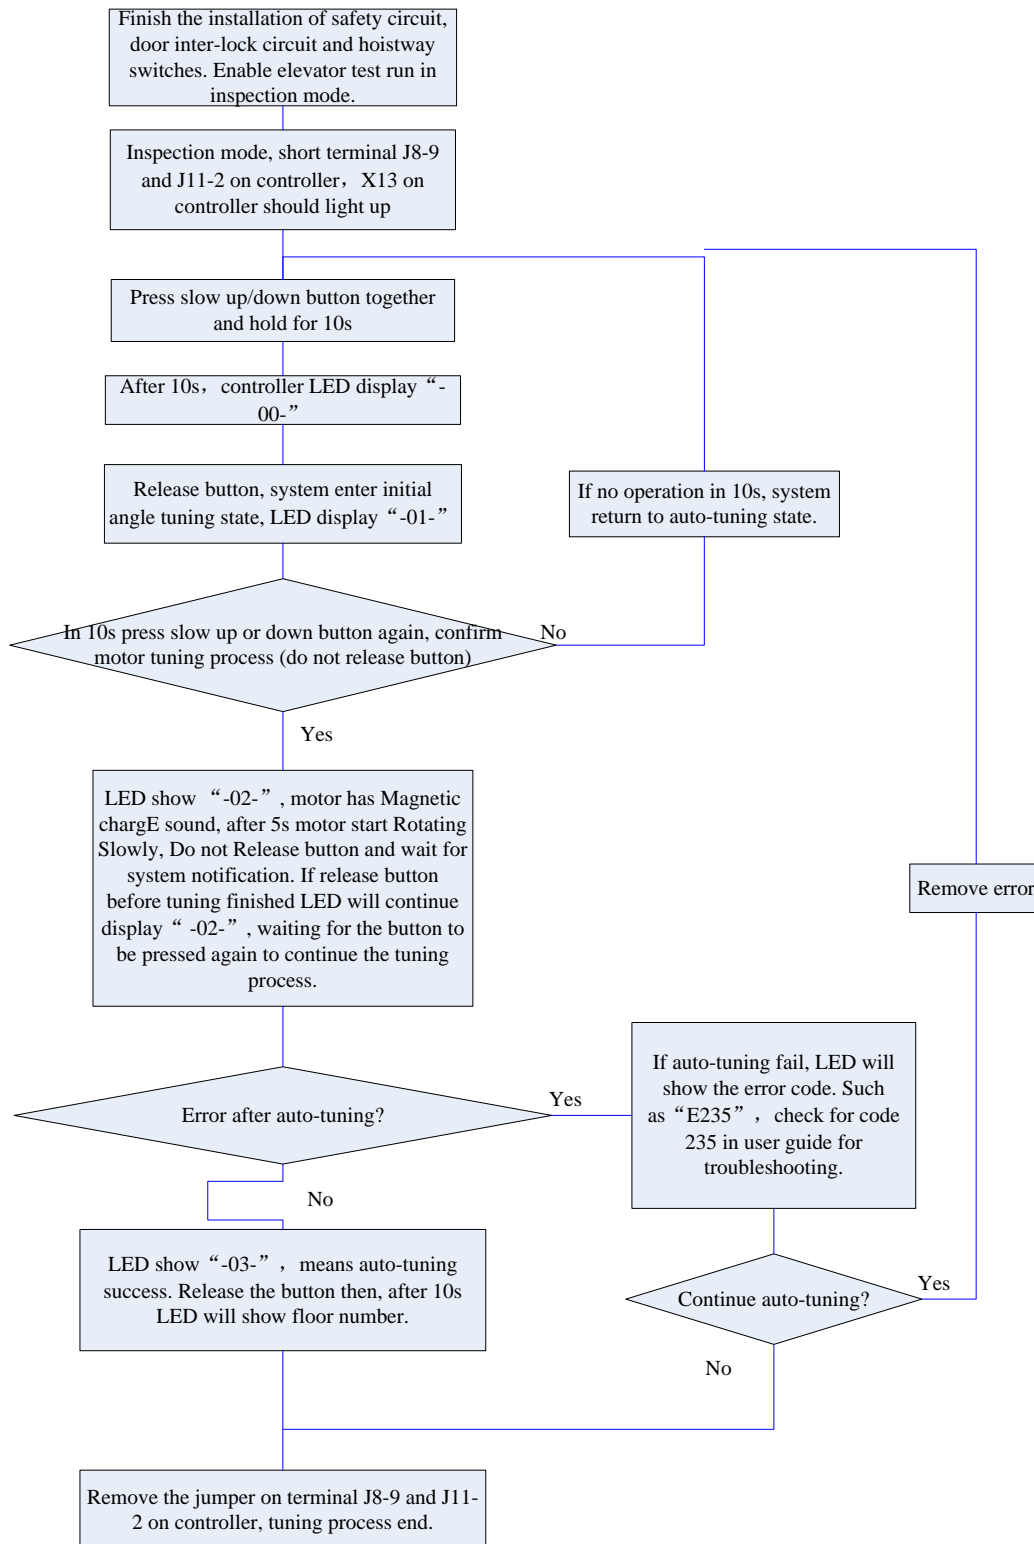 Finish the installation of safety circuit,
door inter-lock circuit and hoistway
switches. Enable elevator test run in
inspection mode.
Inspection mode, short terminal J8-9
and J11-2 on controller，X13 on
controller should light up
Press slow up/down button together
and hold for 10s
After 10s，controller LED display “-
00-”
Release button, system enter initial
angle tuning state, LED display “-01-”
If no operation in 10s, system
return to auto-tuning state.
In 10s press slow up or down button again, confirm
motor tuning process (do not release button)
No
Yes
LED show “-02-”, motor has Magnetic
chargE sound, after 5s motor start Rotating
Slowly, Do not Release button and wait for
system notification. If release button
before tuning finished LED will continue
display “ -02-”, waiting for the button to
be pressed again to continue the tuning
process.
Remove error
Error after auto-tuning?
Yes
If auto-tuning fail, LED will
show the error code. Such
as “E235” ，check for code
235 in user guide for
troubleshooting.
No
LED show “-03-” ，means auto-tuning
success. Release the button then, after 10s
LED will show floor number.
Continue auto-tuning?
Yes
No
Remove the jumper on terminal J8-9 and J11-
2 on controller, tuning process end.